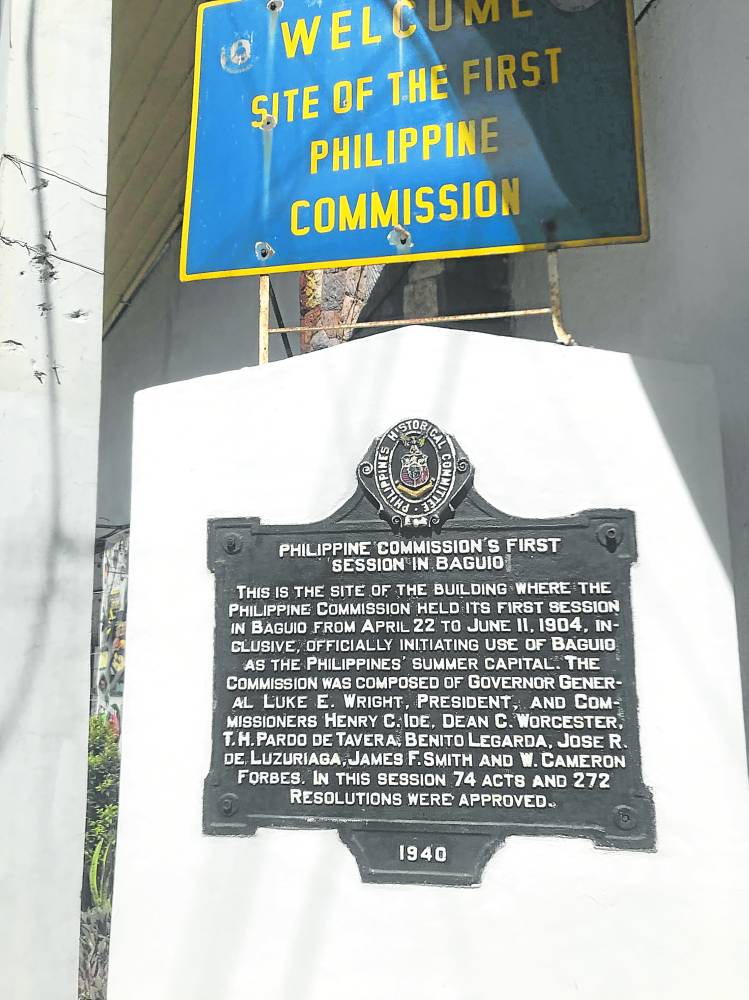 WELCOME
SITE OF THE FIRST
PHILIPPINE
COMMISSION
PHILIPPINES HISTORICAL COMMITTEE
PHILIPPINE COMMISSION'S FIRST
SESSION IN BAGUIO
THIS IS THE SITE OF THE BUILDING WHERE THE
PHILIPPINE COMMISSION HELD ITS FIRST SESSION
IN BAGUIO FROM APRIL 22 TO JUNE 11, 1904, IN-
CLUSIVE, OFFICIALLY INITIATING USE OF BAGUIO
AS THE PHILIPPINES' SUMMER CAPITAL. THE
COMMISSION WAS COMPOSED OF GOVERNOR GENER-
AL LUKE E. WRIGHT, PRESIDENT, AND COM-
MISSIONERS HENRY C. IDE, DEAN C. WORCESTER,
T. H. PARDO DE TAVERA, BENITO LEGARDA, JOSE R.
DE LUZURIAGA, JAMES F. SMITH AND W. CAMERON
FORBES. IN THIS SESSION 74 ACTS AND 272
RESOLUTIONS WERE APPROVED.
1940